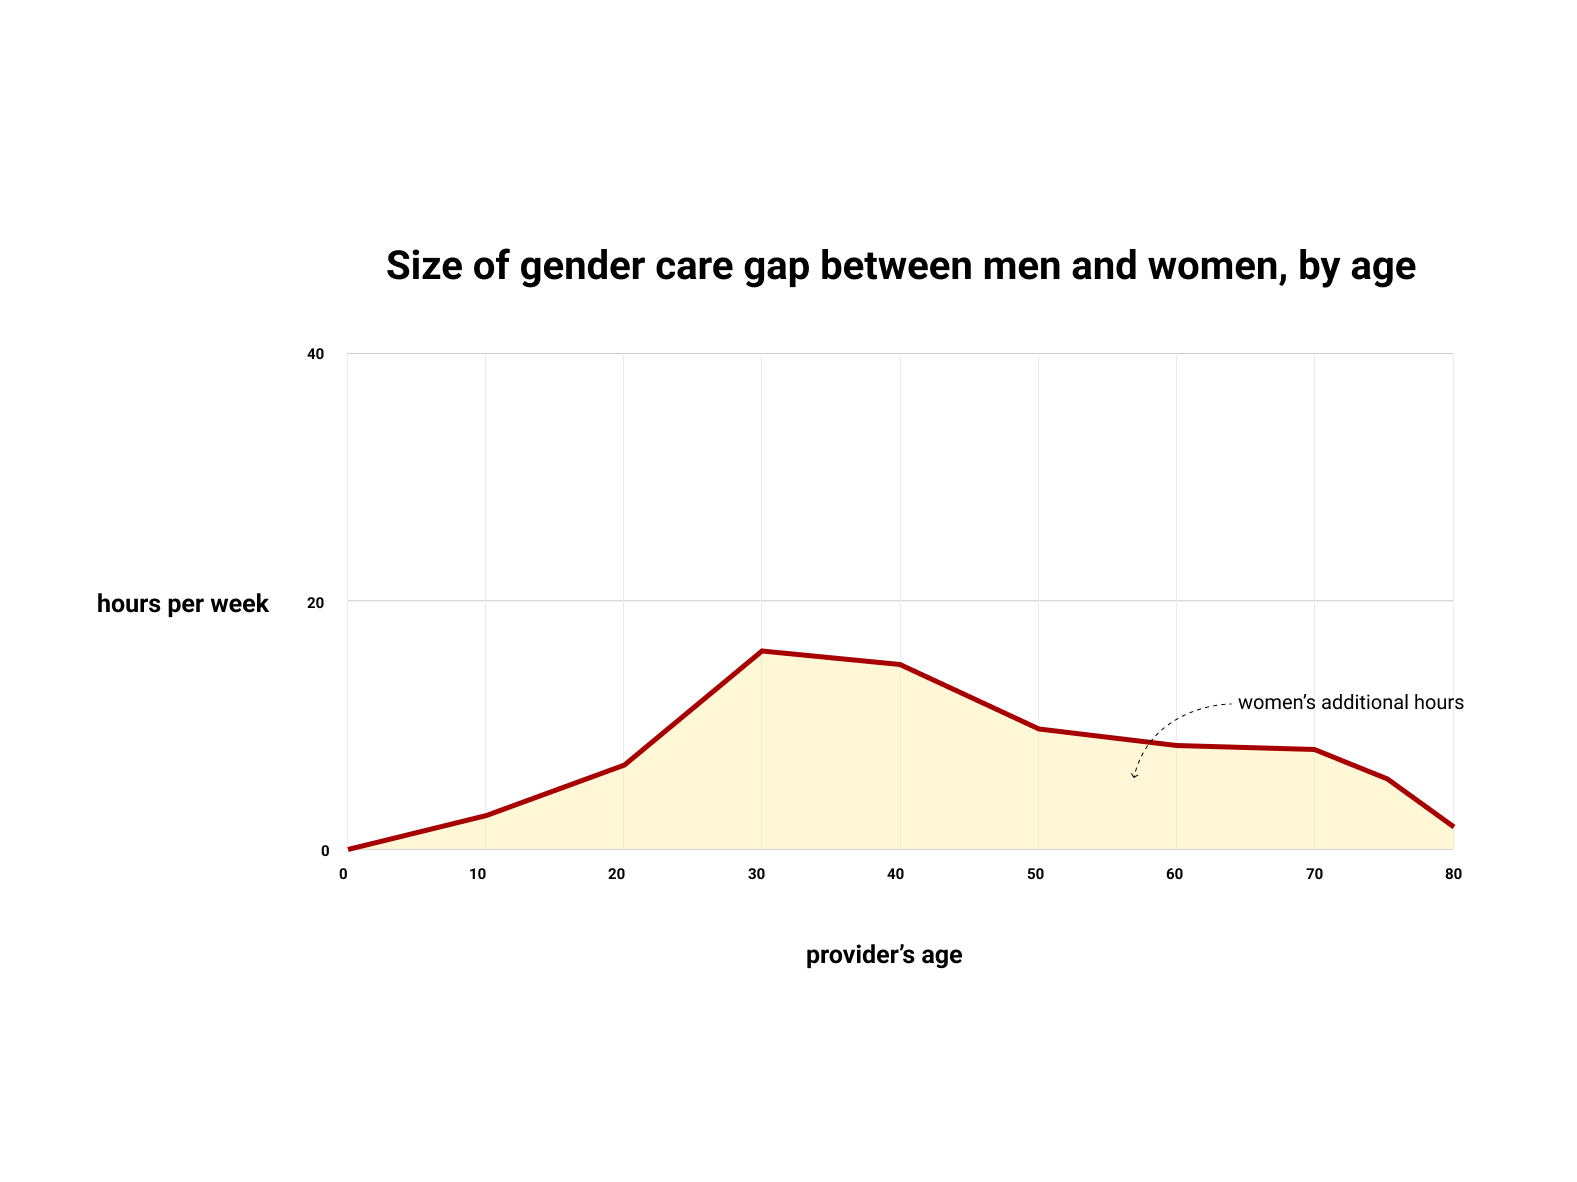 Size of gender care gap between men and women, by age
40
hours per week
20
women’s additional hours
0
0 10 20 30 40 50 60 70 80
provider’s age